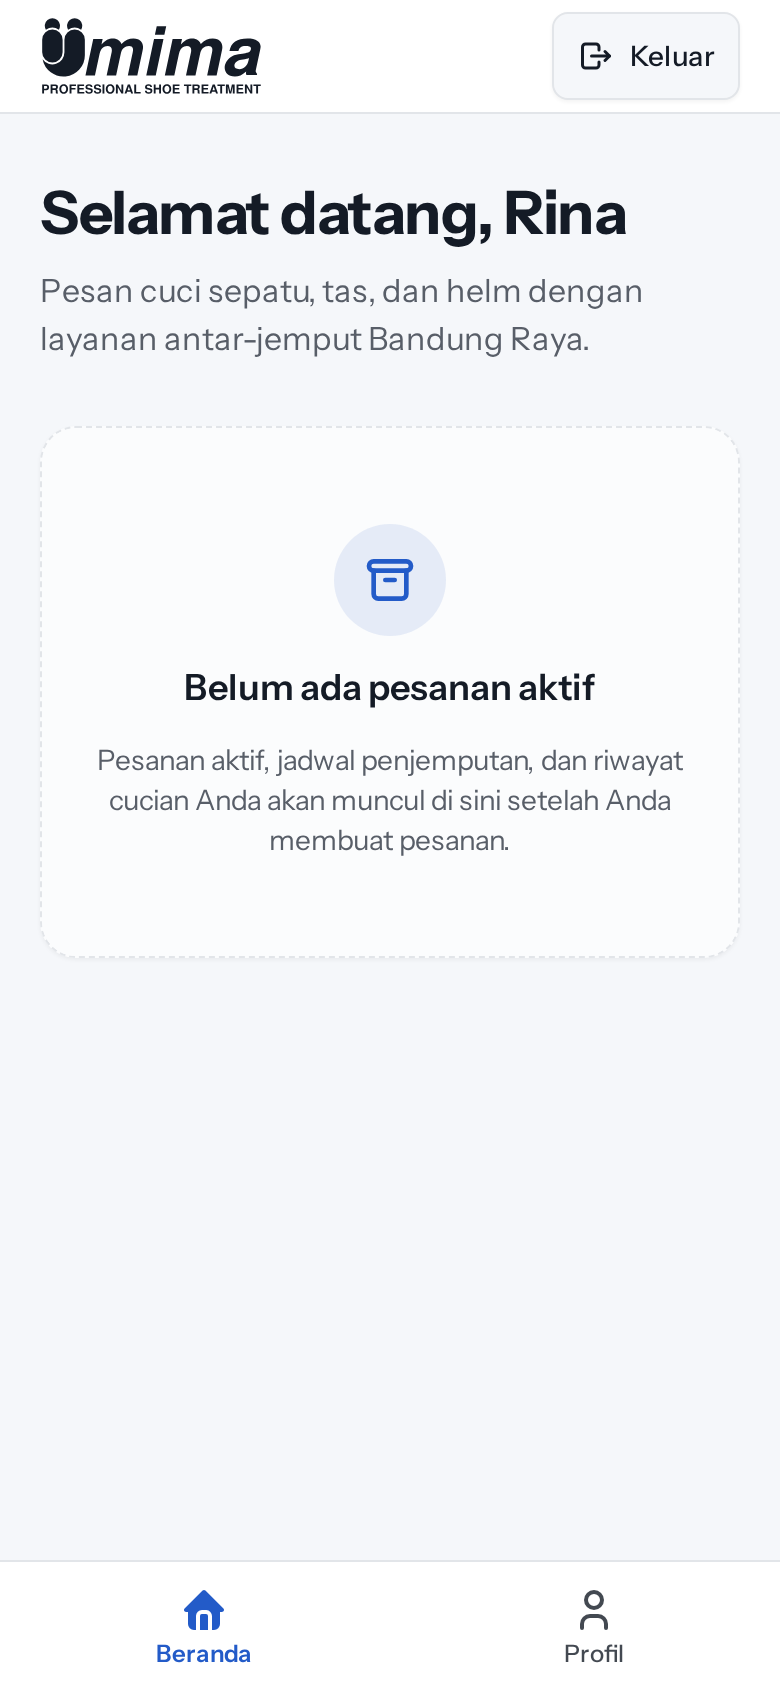 Ümima
PROFESSIONAL SHOE TREATMENT
Keluar
Selamat datang, Rina
Pesan cuci sepatu, tas, dan helm dengan
layanan antar-jemput Bandung Raya.
Belum ada pesanan aktif
Pesanan aktif, jadwal penjemputan, dan riwayat
cucian Anda akan muncul di sini setelah Anda
membuat pesanan.
Beranda
Profil